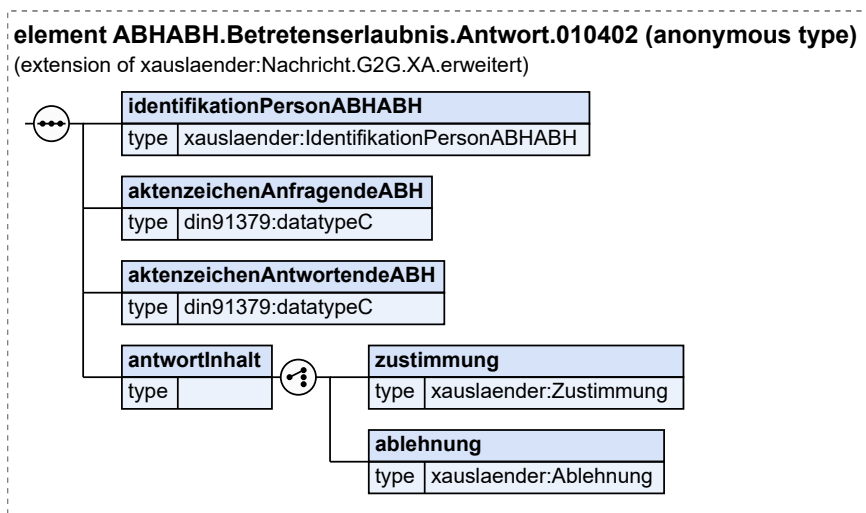 element ABHABH.Betretenserlaubnis.Antwort.010402 (anonymous type)
(extension of xauslaender:Nachricht.G2G.XA.erweitert)
identifikationPersonABHABH
type xauslaender:IdentifikationPersonABHABH
aktenzeichenAnfragendeABH
type din91379:datatypeC
aktenzeichenAntwortendeABH
type din91379:datatypeC
antwortInhalt
type
zustimmung
type xauslaender:Zustimmung
ablehnung
type xauslaender:Ablehnung